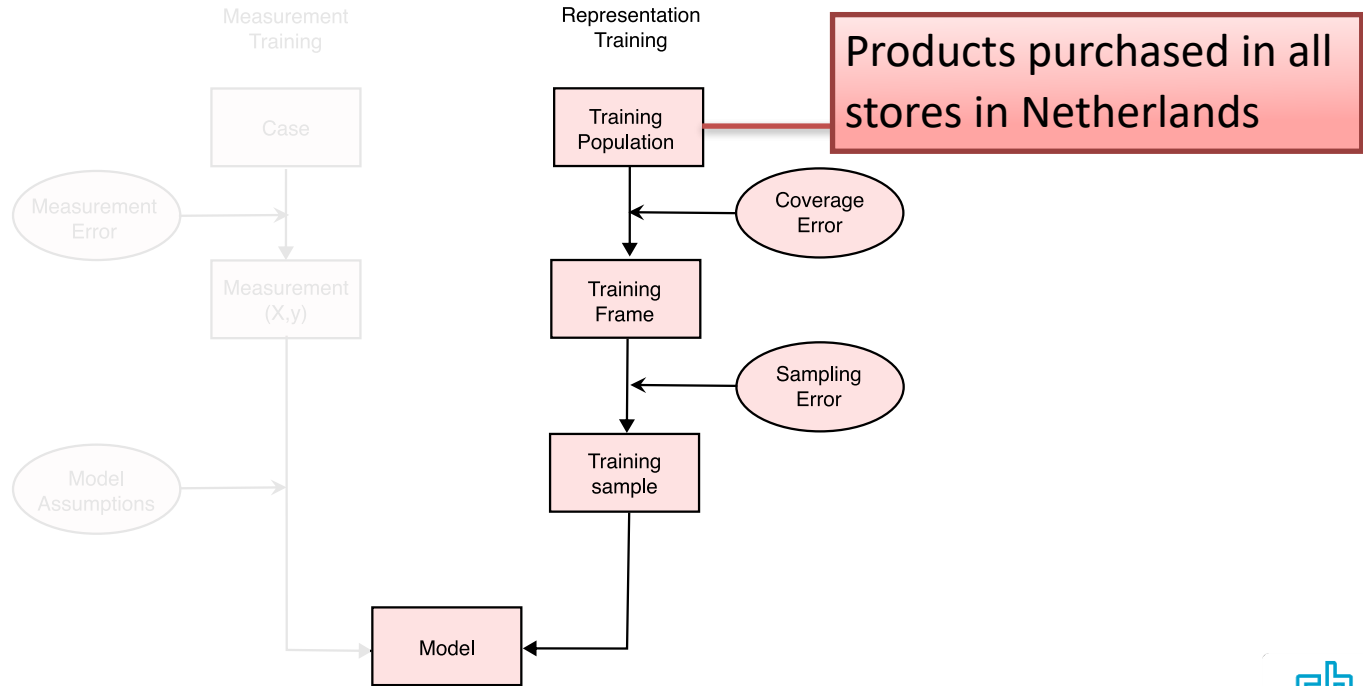 Measurement
Training
Representation
Training
Products purchased in all
stores in Netherlands
Case
Training
Population
Measurement
Error
Coverage
Error
Measurement
(X,y)
Training
Frame
Sampling
Error
Model
Assumptions
Training
sample
Model